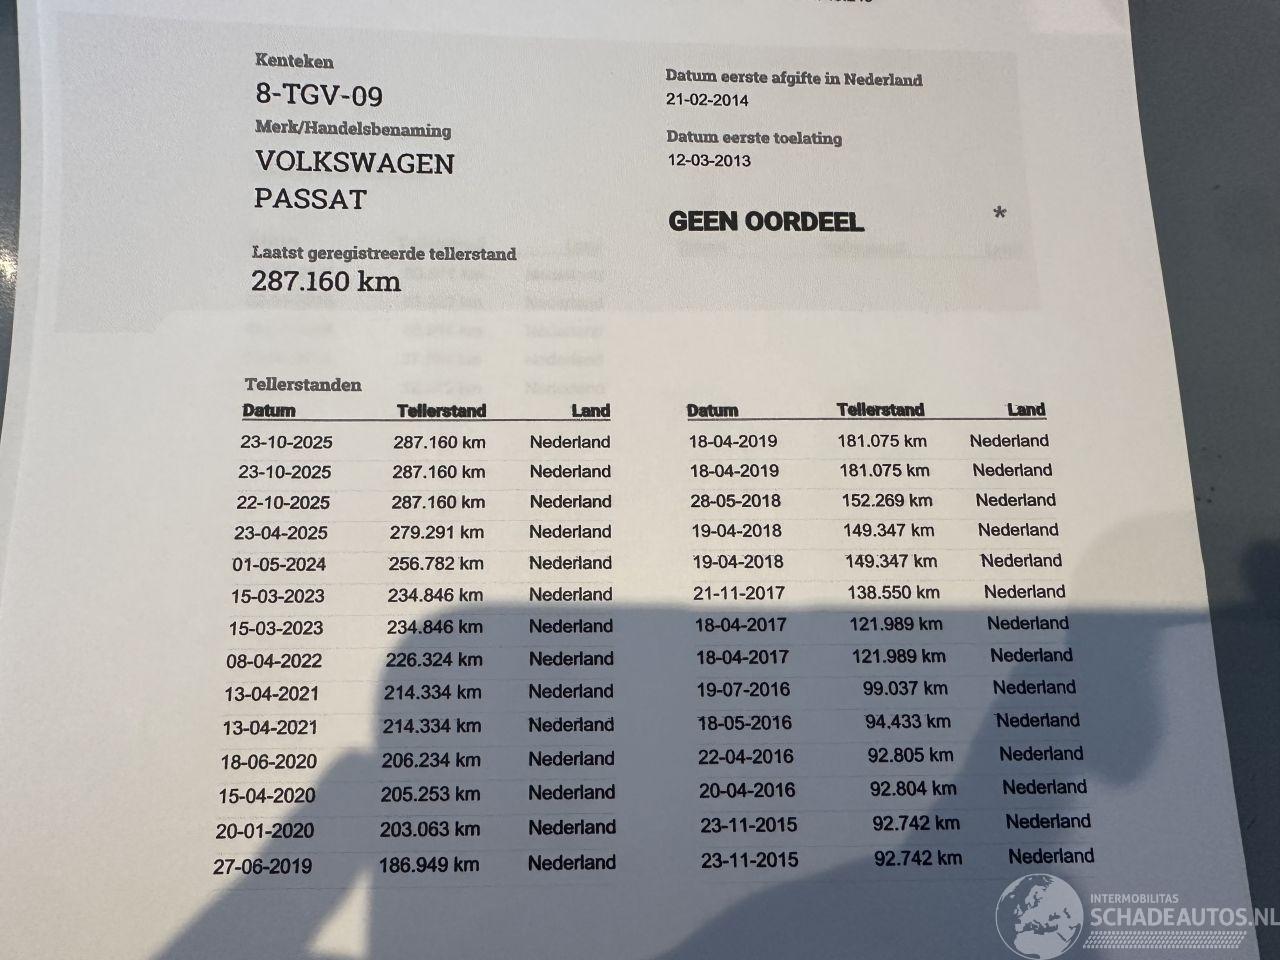 Kenteken
8-TGV-09
Merk/Handelsbenaming
VOLKSWAGEN
PASSAT
Laatst geregistreerde tellerstand
287.160 km
Datum eerste afgifte in Nederland
21-02-2014
Datum eerste toelating
12-03-2013
GEEN OORDEEL *
Tellerstanden
Datum Tellerstand Land
23-10-2025 287.160 km Nederland
23-10-2025 287.160 km Nederland
22-10-2025 287.160 km Nederland
23-04-2025 279.291 km Nederland
01-05-2024 256.782 km Nederland
15-03-2023 234.846 km Nederland
15-03-2023 234.846 km Nederland
08-04-2022 226.324 km Nederland
13-04-2021 214.334 km Nederland
13-04-2021 214.334 km Nederland
18-06-2020 206.234 km Nederland
15-04-2020 205.253 km Nederland
20-01-2020 203.063 km Nederland
27-06-2019 186.949 km Nederland
Datum Tellerstand Land
18-04-2019 181.075 km Nederland
18-04-2019 181.075 km Nederland
28-05-2018 152.269 km Nederland
19-04-2018 149.347 km Nederland
19-04-2018 149.347 km Nederland
21-11-2017 138.550 km Nederland
18-04-2017 121.989 km Nederland
18-04-2017 121.989 km Nederland
19-07-2016 99.037 km Nederland
18-05-2016 94.433 km Nederland
22-04-2016 92.805 km Nederland
20-04-2016 92.804 km Nederland
23-11-2015 92.742 km Nederland
23-11-2015 92.742 km Nederland
INTERMOBILITAS
SCHADEAUTOS.NL